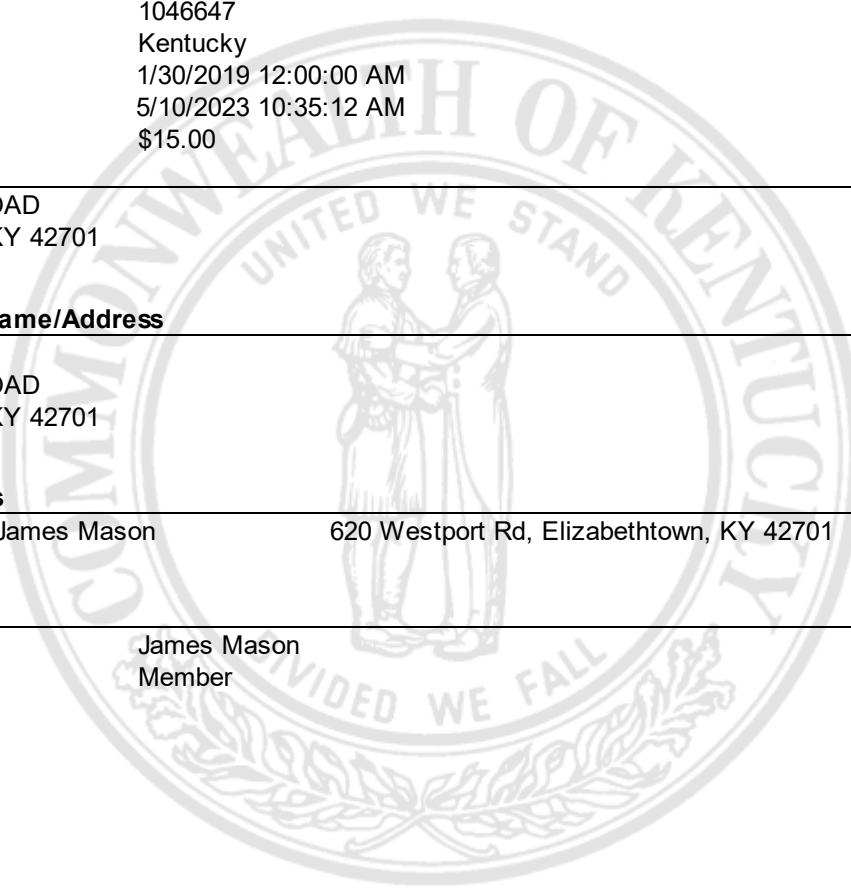 1046647
Kentucky
1/30/2019 12:00:00 AM
5/10/2023 10:35:12 AM
$15.00
OAD
KY 42701
ame/Address
OAD
KY 42701
s
James Mason 620 Westport Rd, Elizabethtown, KY 42701
James Mason
Member
COMMONWEALTH OF KENTUCKY
UNITED WE STAND
DIVIDED WE FALL